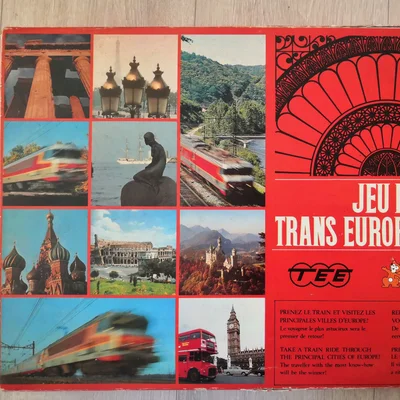 JEU
TRANS EUROP
TEE
PRENEZ LE TRAIN ET VISITEZ LES
PRINCIPALES VILLES D'EUROPE!
Le voyageur le plus astucieux sera le
premier de retour!
TAKE A TRAIN RIDE THROUGH
THE PRINCIPAL CITIES OF EUROPE!
The traveller with the most know-how
will be the winner!